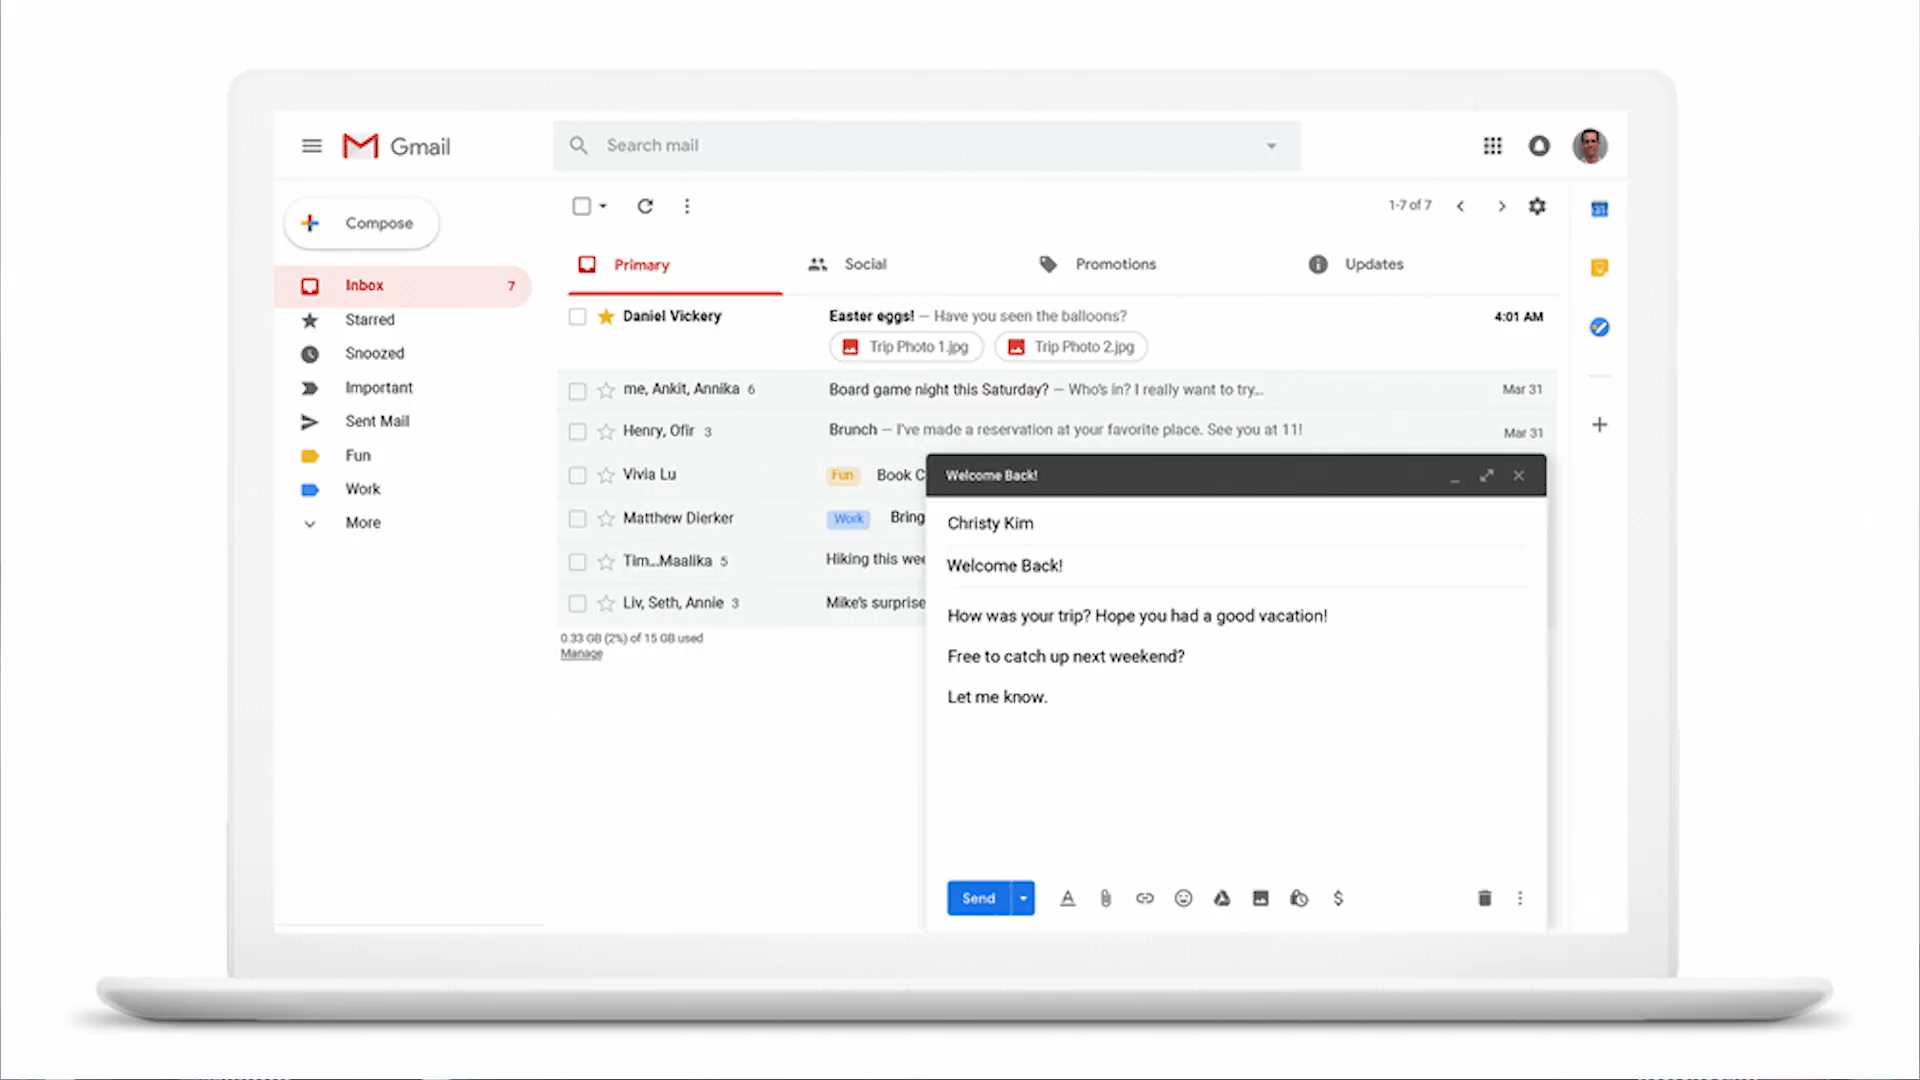 Gmail
Search mail
Compose
1-7 of 7
31
Inbox 7
Starred
Snoozed
Important
Sent Mail
Fun
Work
More
Primary
Social
Promotions
Updates
Daniel Vickery Easter eggs! – Have you seen the balloons? 4:01 AM
Trip Photo 1.jpg Trip Photo 2.jpg
me, Ankit, Annika 6 Board game night this Saturday? – Who's in? I really want to try... Mar 31
Henry, Ofir 3 Brunch – I've made a reservation at your favorite place. See you at 11! Mar 31
Vivia Lu Fun Book C
Matthew Dierker Work Bring
Tim...Maalika 5 Hiking this wee
Liv, Seth, Annie 3 Mike's surprise
0.33 GB (2%) of 15 GB used
Manage
Welcome Back!
Christy Kim
Welcome Back!
How was your trip? Hope you had a good vacation!
Free to catch up next weekend?
Let me know.
Send